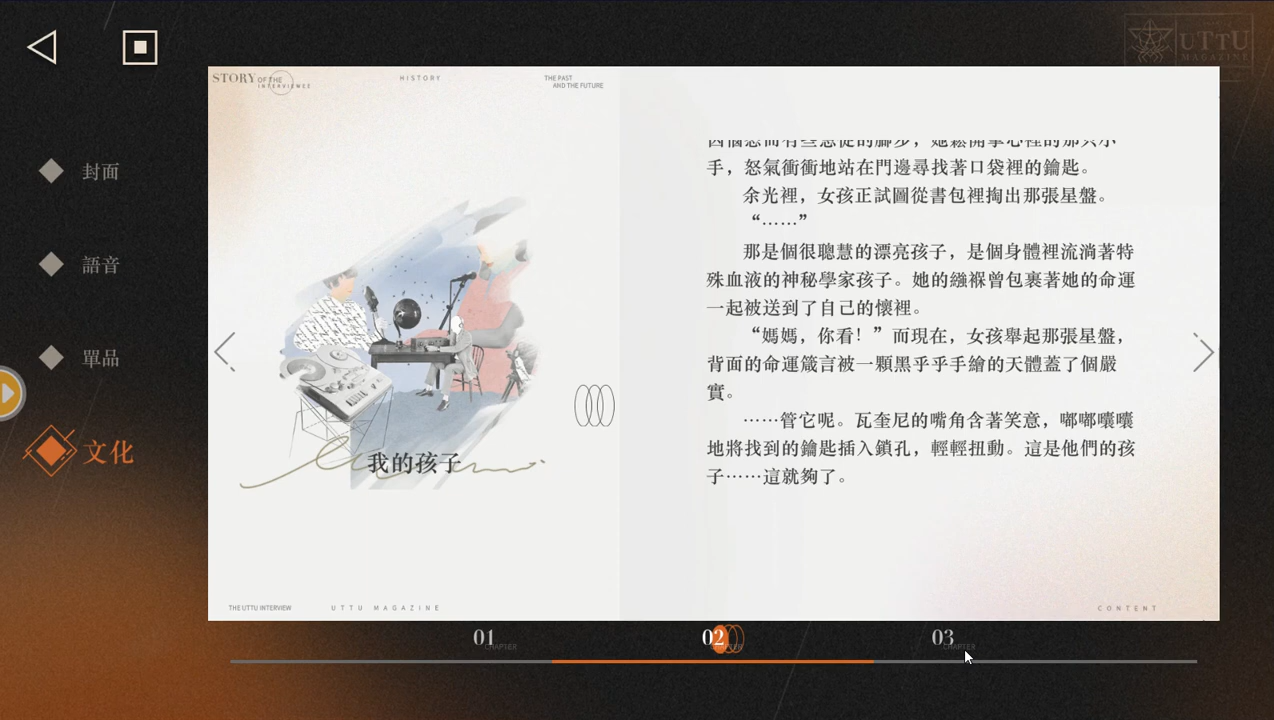 UTTU
MAGAZINE
封面
語音
單品
文化
STORY OF THE
INTERVIEWEE
HISTORY
THE PAST
AND THE FUTURE
我的孩子
THE UTTU INTERVIEW
UTTU MAGAZINE
手,怒氣衝衝地站在門邊尋找著口袋裡的鑰匙。
余光裡,女孩正試圖從書包裡掏出那張星盤。
“……”
那是個很聰慧的漂亮孩子,是個身體裡流淌著特
殊血液的神秘學家孩子。她的繈褓曾包裹著她的命運
一起被送到了自己的懷裡。
“媽媽,你看!”而現在,女孩舉起那張星盤,
背面的命運箴言被一顆黑乎乎手繪的天體蓋了個嚴
實。
……管它呢。瓦奎尼的嘴角含著笑意,嘟嘟囔囔
地將找到的鑰匙插入鎖孔,輕輕扭動。這是他們的孩
子……這就夠了。
CONTENT
01
CHAPTER
02
03
CHAPTER